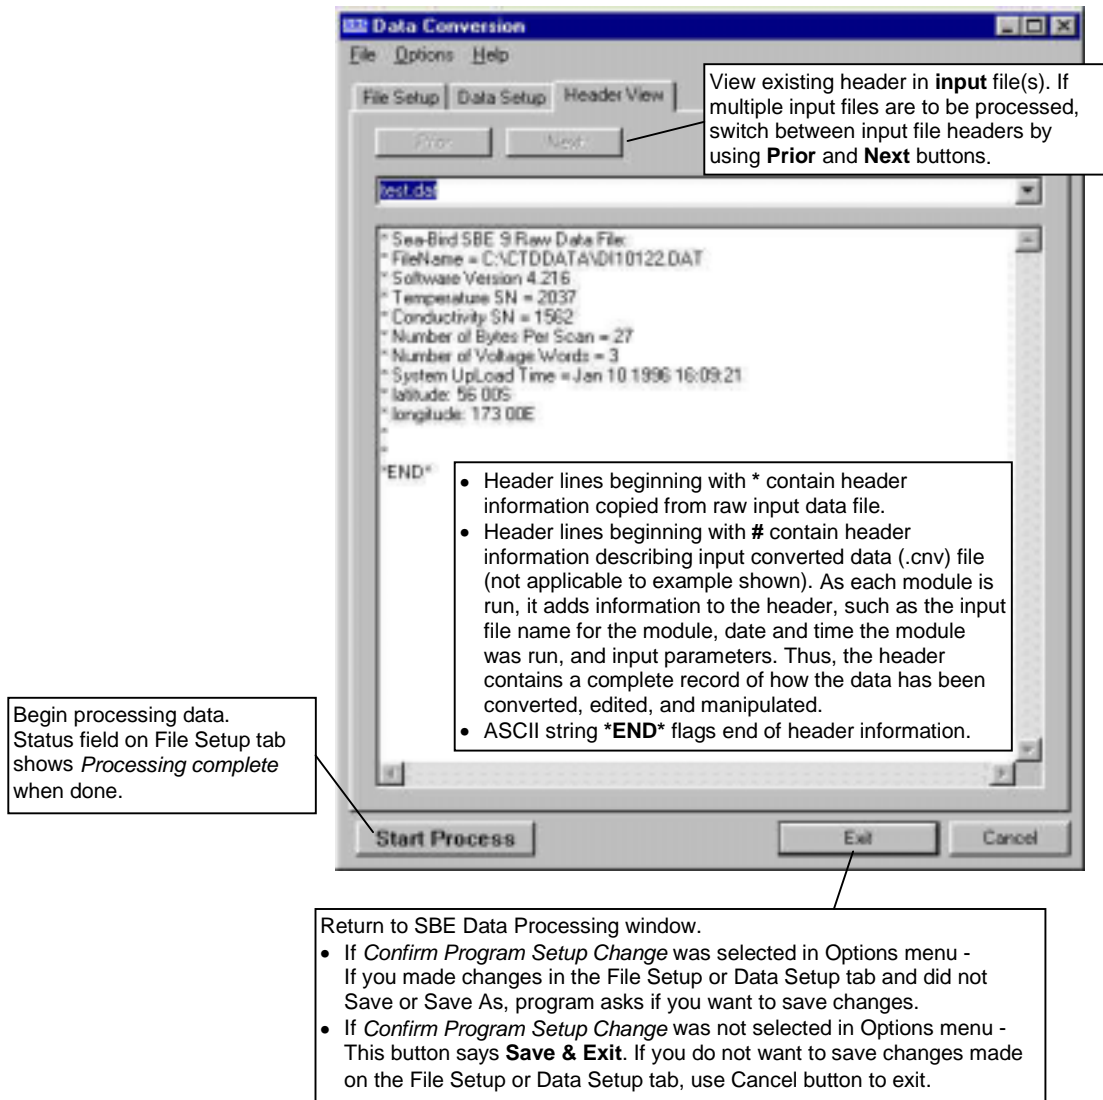 Data Conversion
File Options Help
File Setup Data Setup Header View
View existing header in input file(s). If
multiple input files are to be processed,
switch between input file headers by
using Prior and Next buttons.
Prior Next
test.dat
* Sea-Bird SBE 9 Raw Data File:
* FileName = C:\CTDDATA\DI10122.DAT
* Software Version 4.216
* Temperature SN = 2037
* Conductivity SN = 1562
* Number of Bytes Per Scan = 27
* Number of Voltage Words = 3
* System UpLoad Time = Jan 10 1996 16:09:21
* latitude: 56 00S
* longitude: 173 00E
*
*
*END*
• Header lines beginning with * contain header
information copied from raw input data file.
• Header lines beginning with # contain header
information describing input converted data (.cnv) file
(not applicable to example shown). As each module is
run, it adds information to the header, such as the input
file name for the module, date and time the module
was run, and input parameters. Thus, the header
contains a complete record of how the data has been
converted, edited, and manipulated.
• ASCII string *END* flags end of header information.
Begin processing data.
Status field on File Setup tab
shows Processing complete
when done.
Start Process Exit Cancel
Return to SBE Data Processing window.
• If Confirm Program Setup Change was selected in Options menu -
If you made changes in the File Setup or Data Setup tab and did not
Save or Save As, program asks if you want to save changes.
• If Confirm Program Setup Change was not selected in Options menu -
This button says Save & Exit. If you do not want to save changes made
on the File Setup or Data Setup tab, use Cancel button to exit.